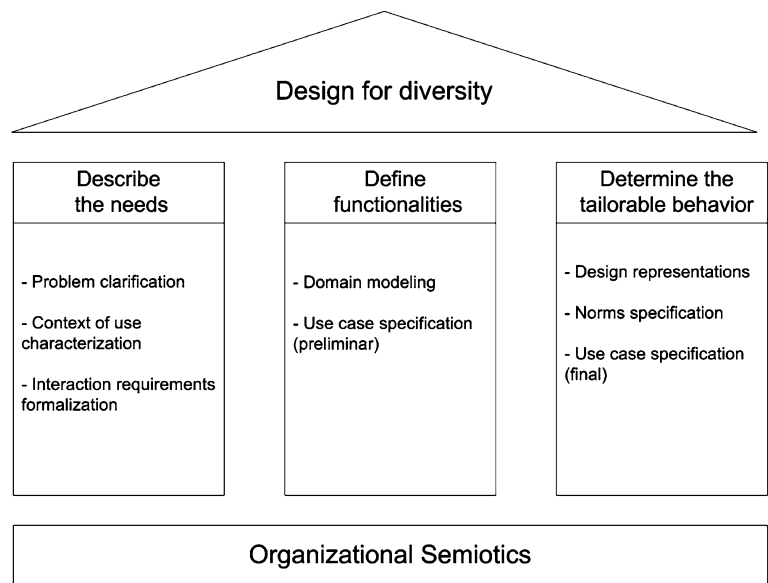 Design for diversity
Describe
the needs
- Problem clarification
- Context of use
characterization
- Interaction requirements
formalization
Define
functionalities
- Domain modeling
- Use case specification
(preliminar)
Determine the
tailorable behavior
- Design representations
- Norms specification
- Use case specification
(final)
Organizational Semiotics